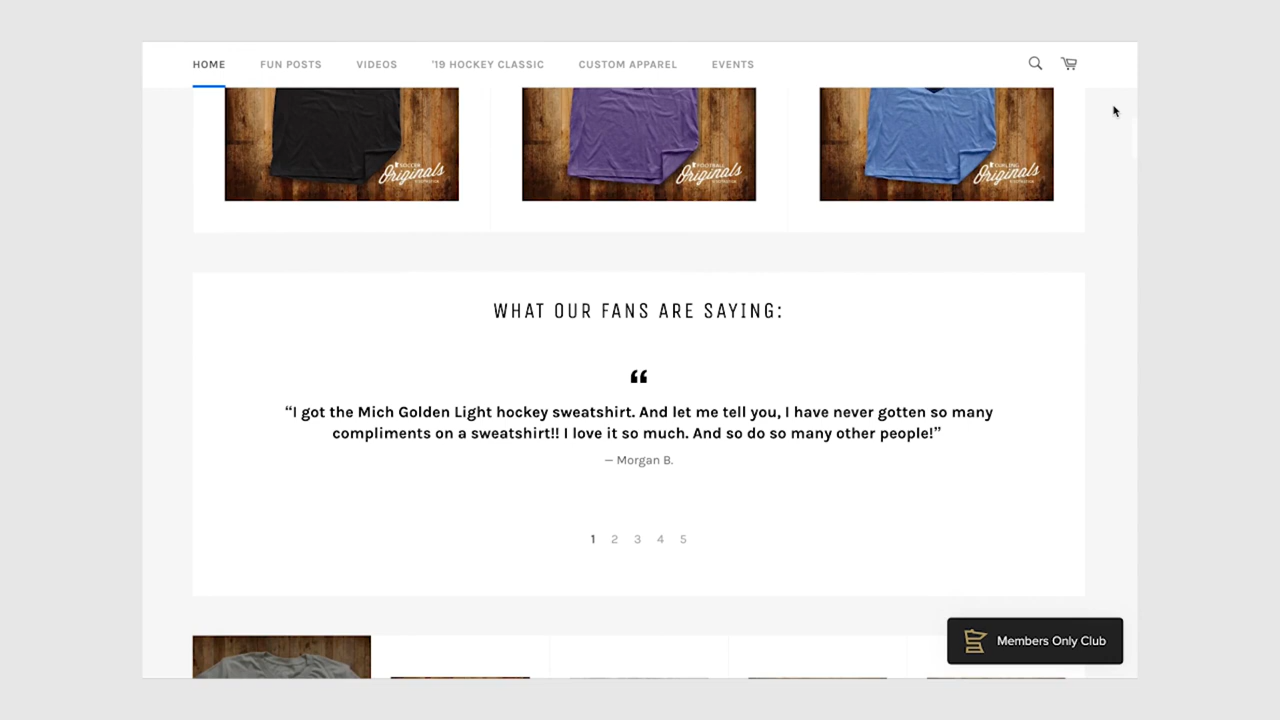 HOME FUN POSTS VIDEOS '19 HOCKEY CLASSIC CUSTOM APPAREL EVENTS
SOCCER FOOTBALL CURLING
Originals Originals Originals
WHAT OUR FANS ARE SAYING:
“
“I got the Mich Golden Light hockey sweatshirt. And let me tell you, I have never gotten so many
compliments on a sweatshirt!! I love it so much. And so do so many other people!”
— Morgan B.
1 2 3 4 5
Members Only Club